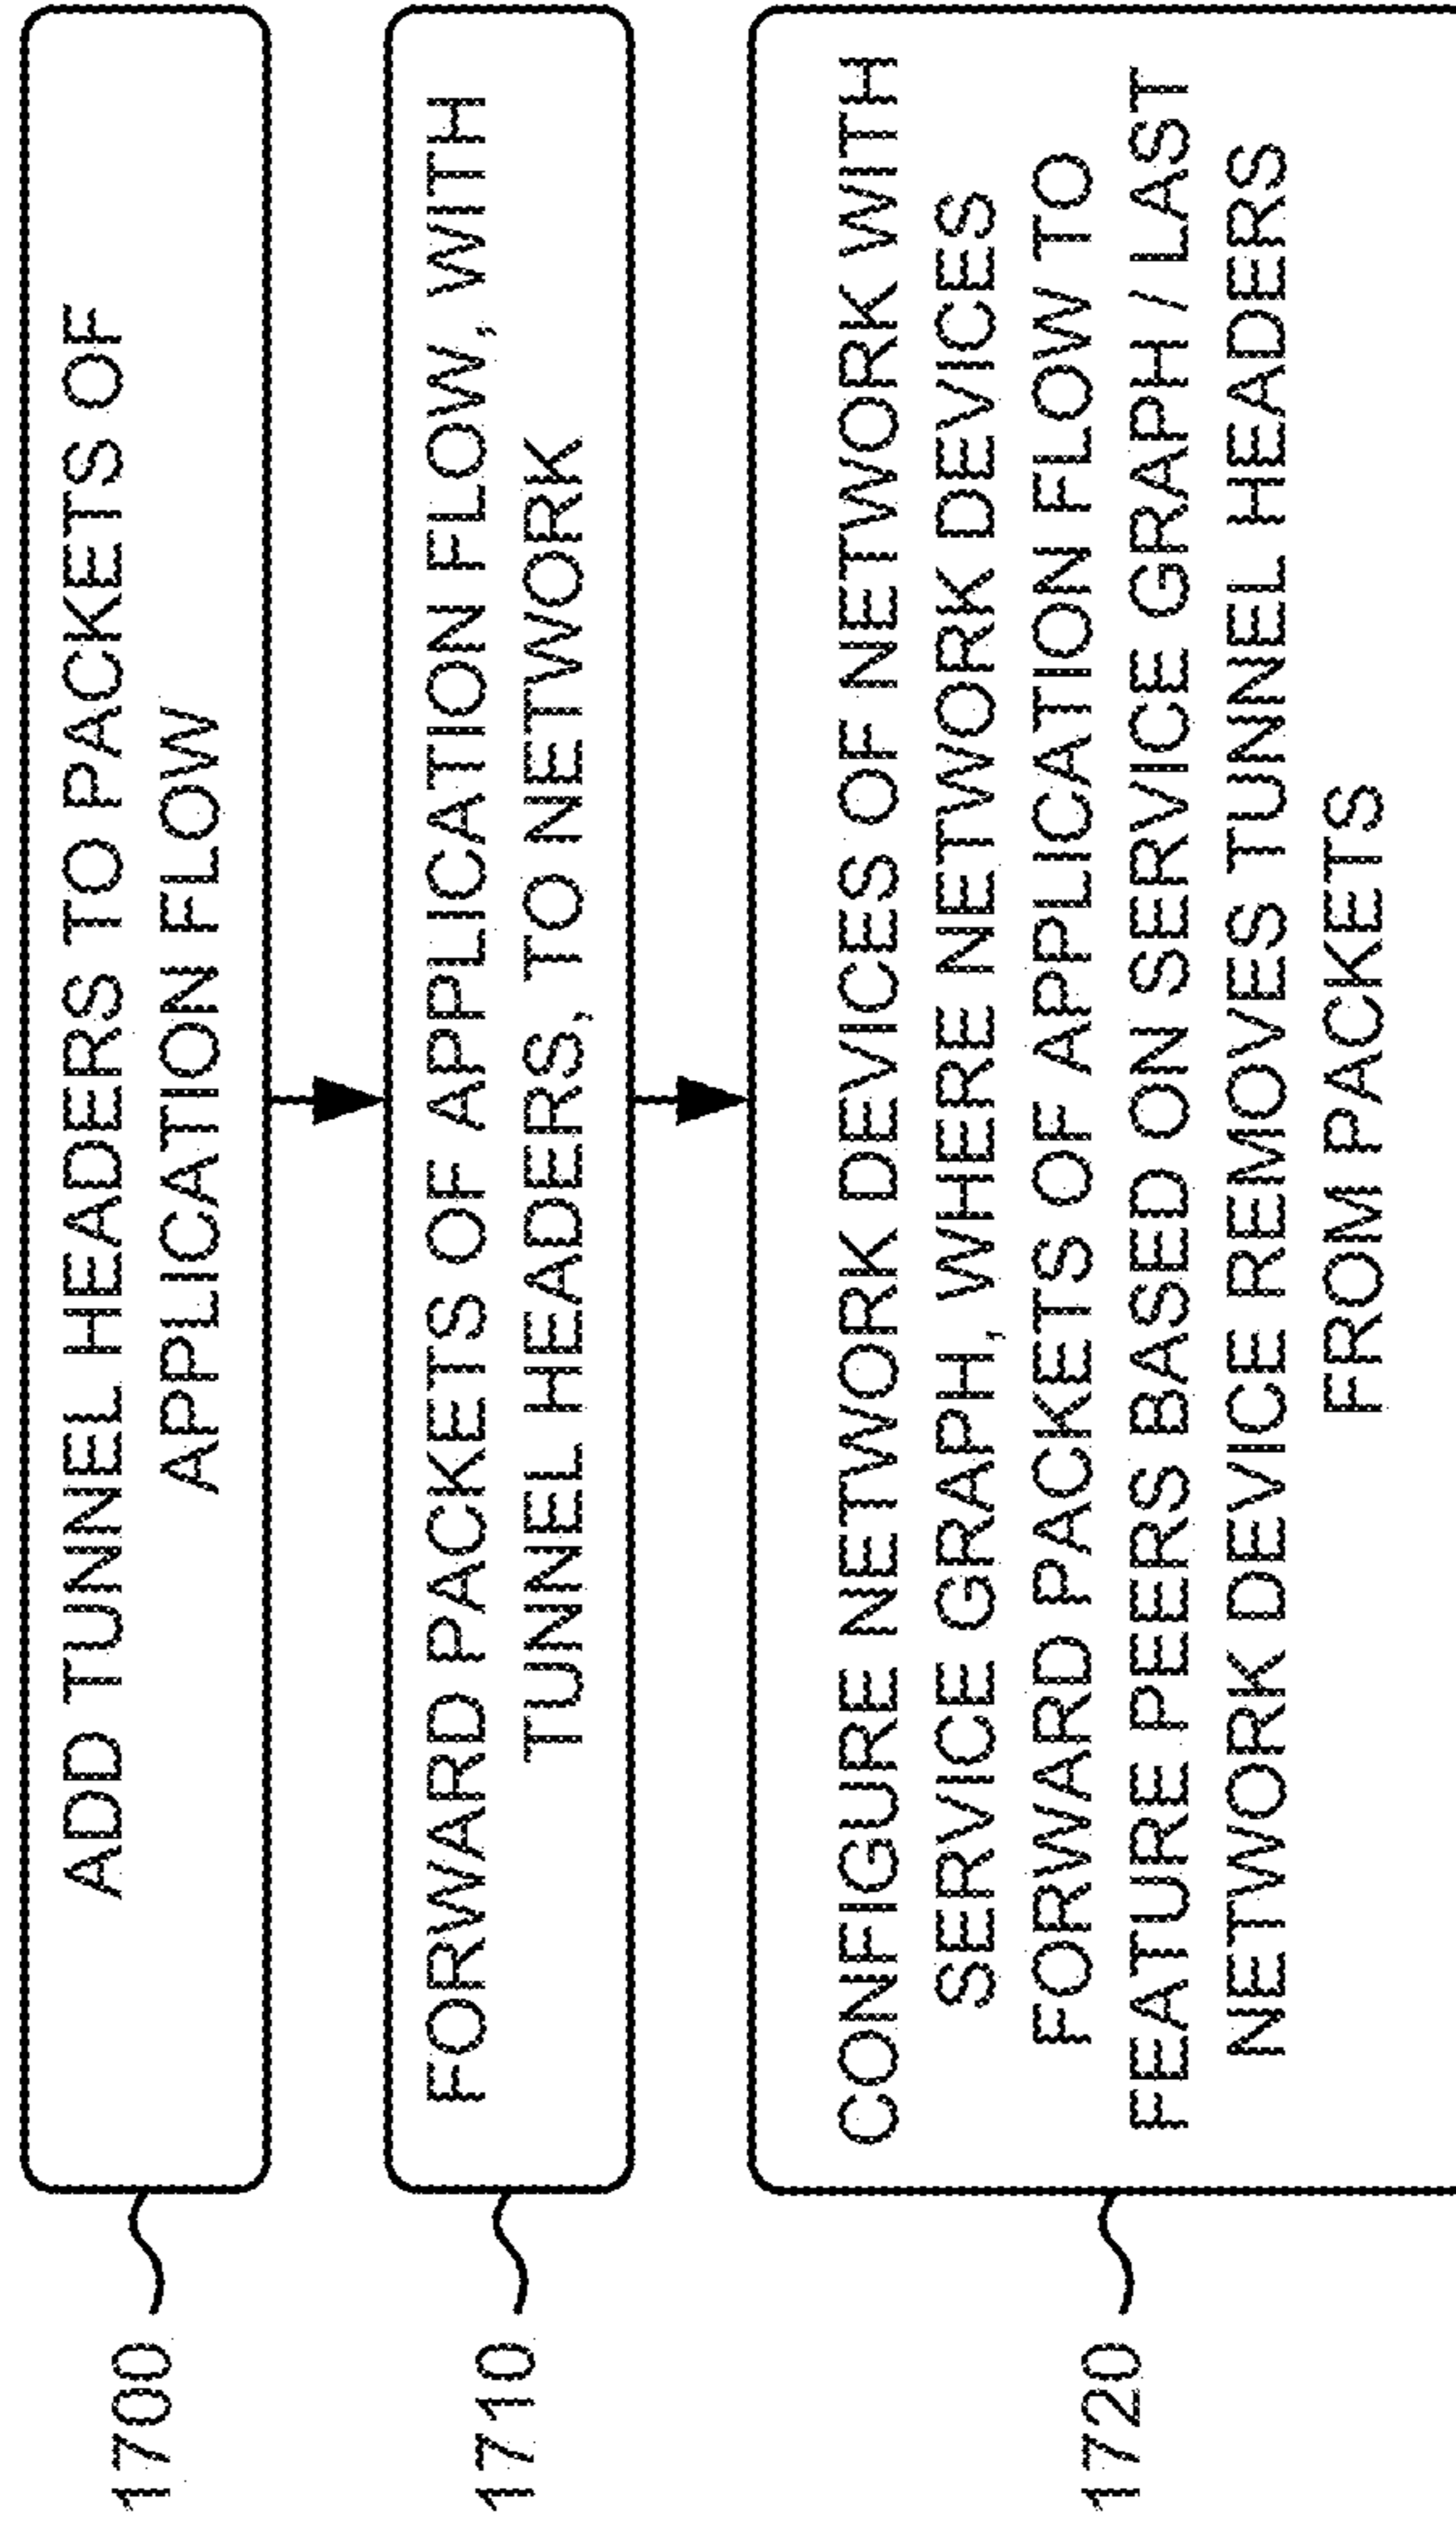 1700
ADD TUNNEL HEADERS TO PACKETS OF
APPLICATION FLOW
1710
FORWARD PACKETS OF APPLICATION FLOW, WITH
TUNNEL HEADERS, TO NETWORK
1720
CONFIGURE NETWORK DEVICES OF NETWORK WITH
SERVICE GRAPH, WHERE NETWORK DEVICES
FORWARD PACKETS OF APPLICATION FLOW TO
FEATURE PEERS BASED ON SERVICE GRAPH / LAST
NETWORK DEVICE REMOVES TUNNEL HEADERS
FROM PACKETS